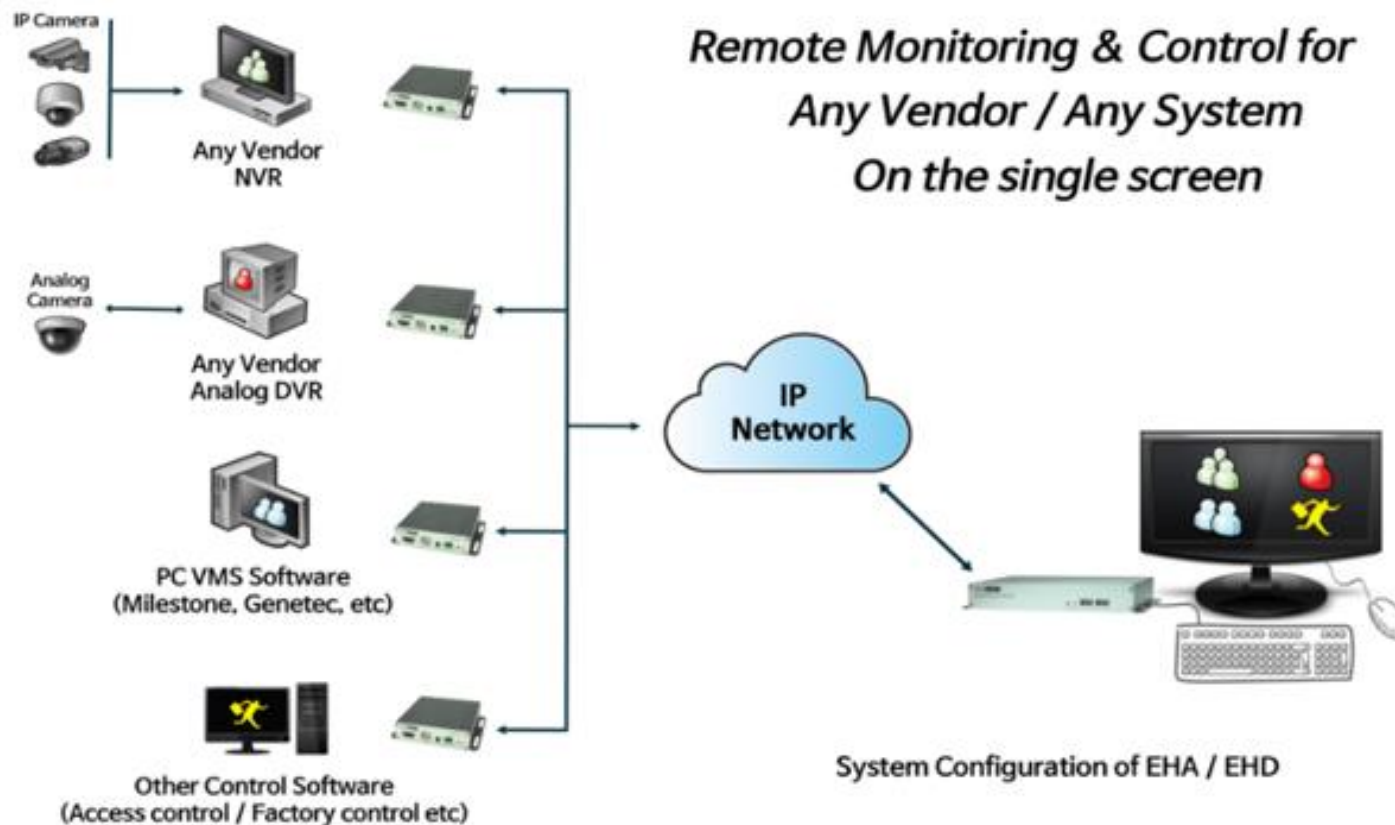 IP Camera
Remote Monitoring & Control for
Any Vendor / Any System
On the single screen
Any Vendor
NVR
Analog
Camera
Any Vendor
Analog DVR
IP
Network
PC VMS Software
(Milestone, Genetec, etc)
Other Control Software
(Access control / Factory control etc)
System Configuration of EHA / EHD